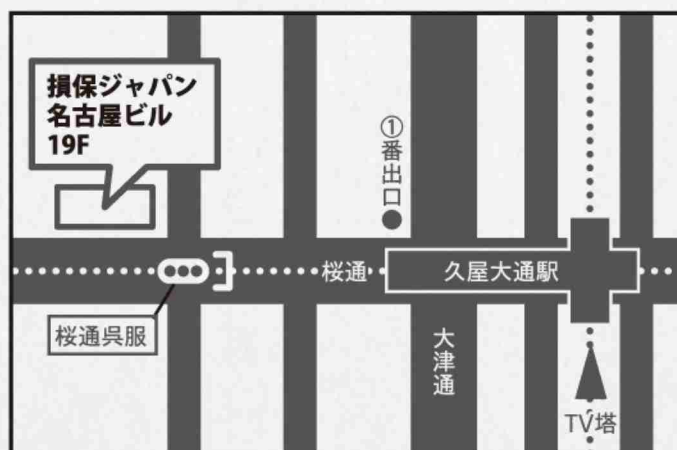 損保ジャパン
名古屋ビル
19F
①番出口
桜通
久屋大通駅
桜通呉服
大津通
TV塔